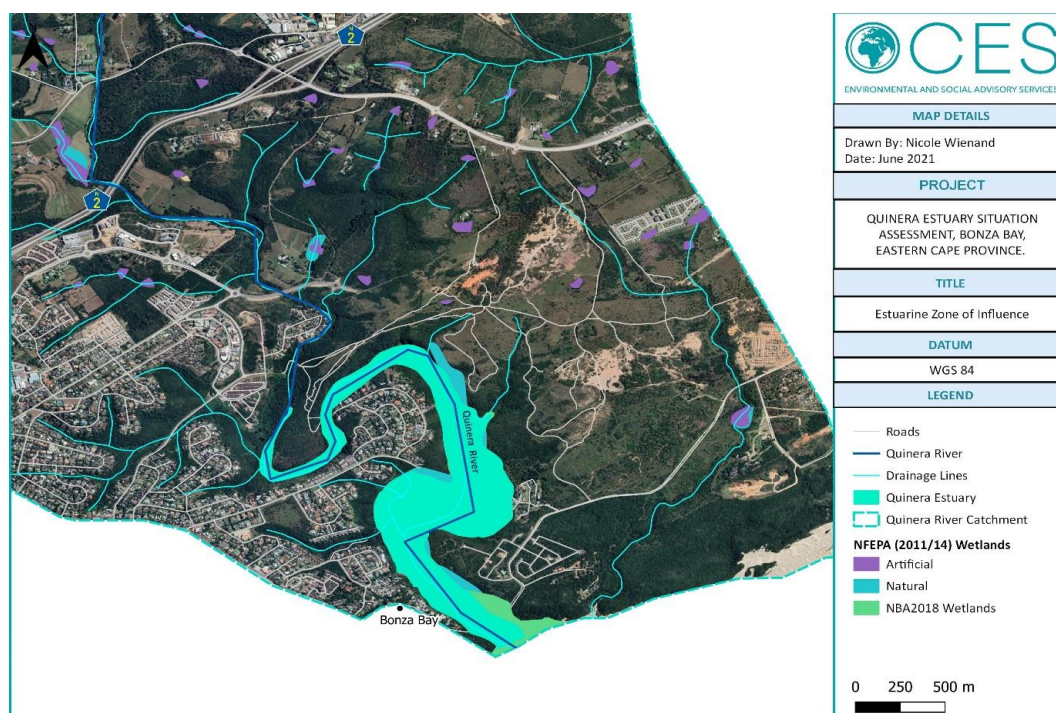 N
2
N
2
Quinera River
Bonza Bay
CES
ENVIRONMENTAL AND SOCIAL ADVISORY SERVICES
MAP DETAILS
Drawn By: Nicole Wienand
Date: June 2021
PROJECT
QUINERA ESTUARY SITUATION
ASSESSMENT, BONZA BAY,
EASTERN CAPE PROVINCE.
TITLE
Estuarine Zone of Influence
DATUM
WGS 84
LEGEND
Roads
Quinera River
Drainage Lines
Quinera Estuary
Quinera River Catchment
NFEPA (2011/14) Wetlands
Artificial
Natural
NBA2018 Wetlands
0 250 500 m